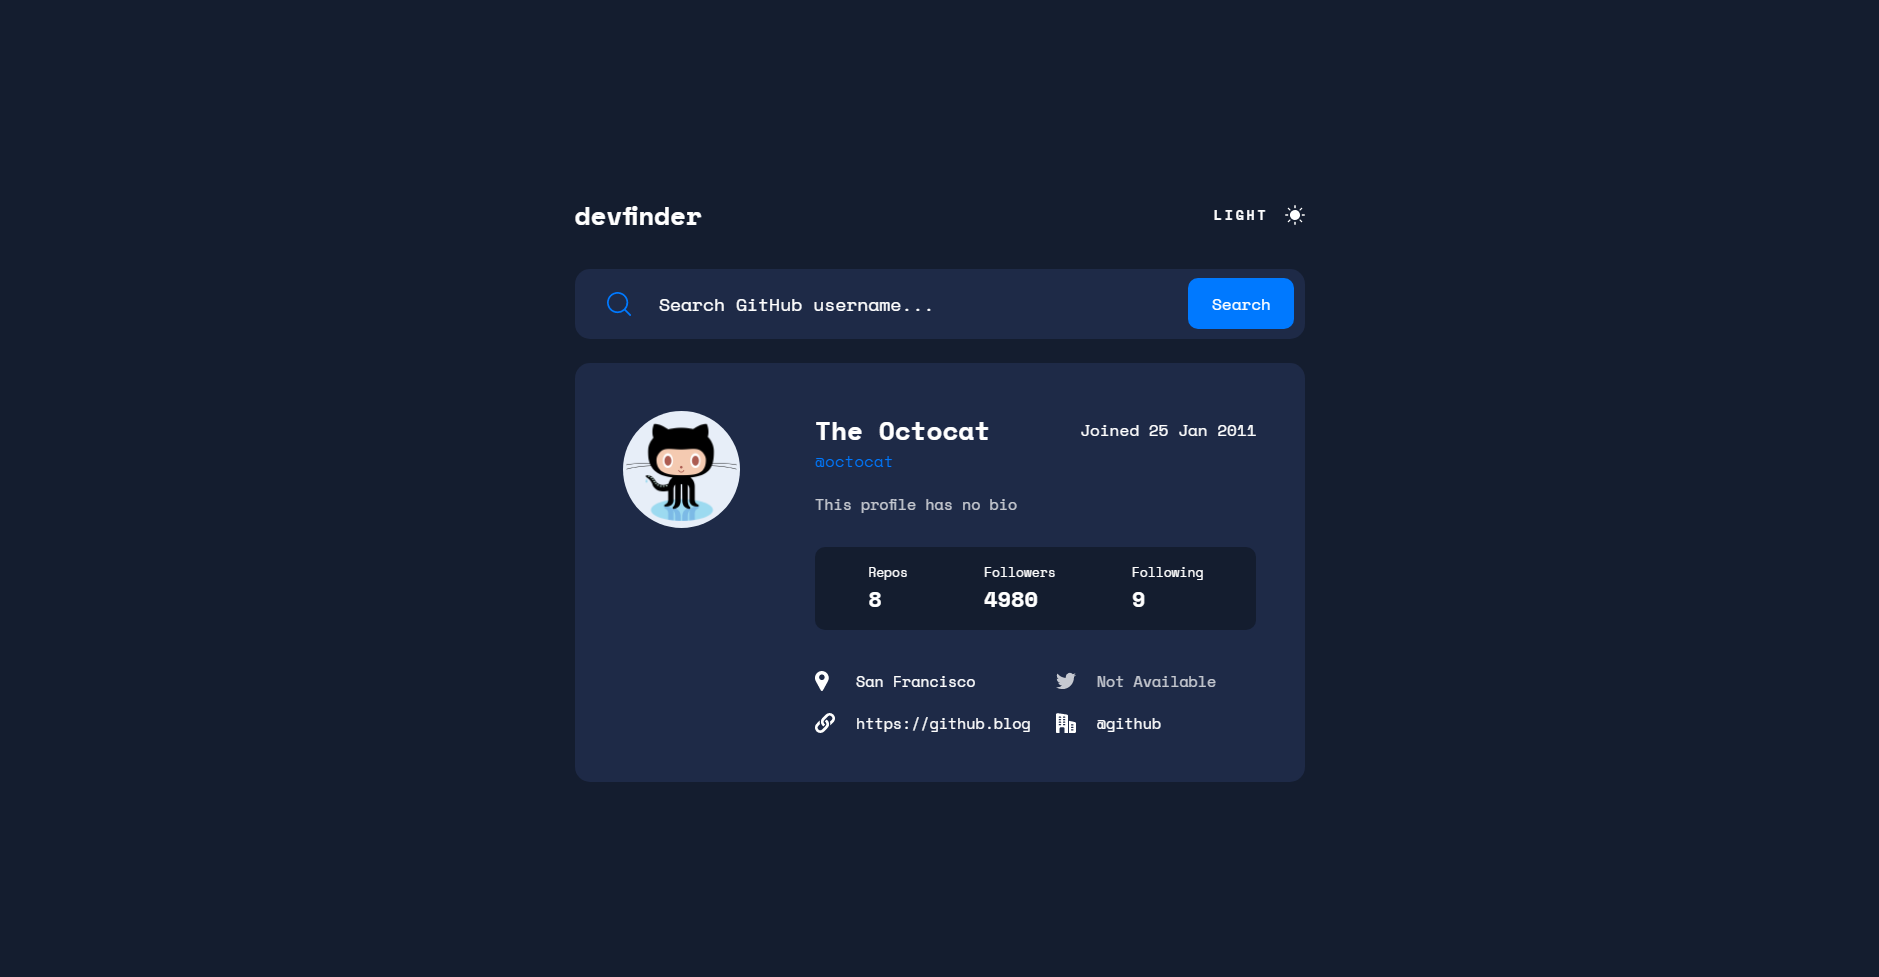 devfinder
LIGHT
Search GitHub username...
Search
The Octocat
Joined 25 Jan 2011
@octocat
This profile has no bio
Repos
Followers
Following
8
4980
9
San Francisco
Not Available
https://github.blog
@github